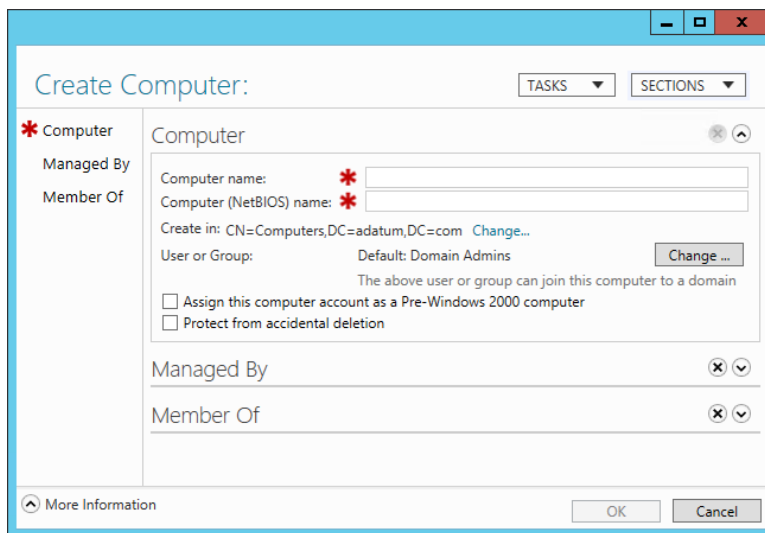 Create Computer:
TASKS
SECTIONS
Computer
Managed By
Member Of
Computer
Computer name:
Computer (NetBIOS) name:
Create in: CN=Computers,DC=adatum,DC=com Change...
User or Group: Default: Domain Admins Change ...
The above user or group can join this computer to a domain
Assign this computer account as a Pre-Windows 2000 computer
Protect from accidental deletion
Managed By
Member Of
More Information
OK
Cancel